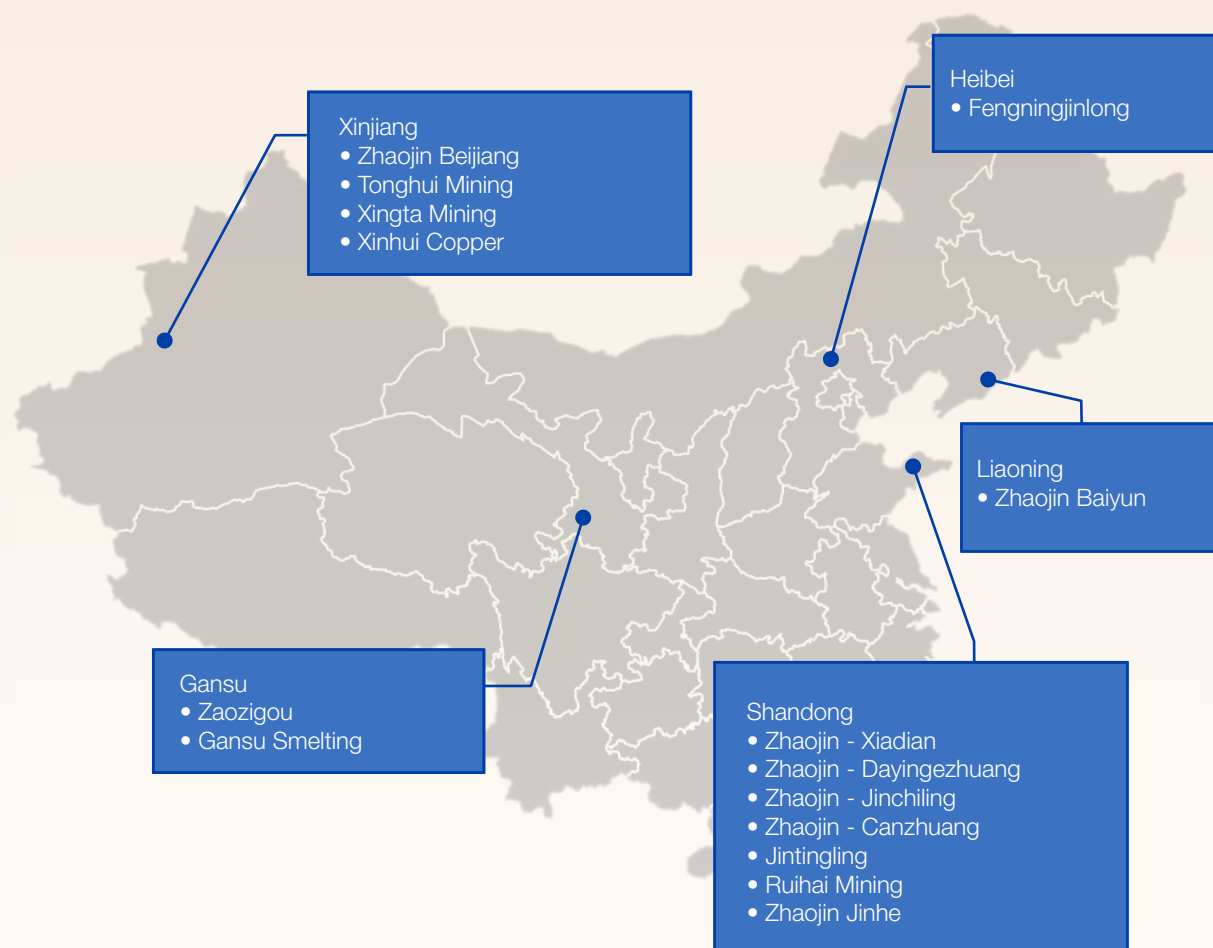 Heibei
• Fengningjinlong
Xinjiang
• Zhaojin Beijiang
• Tonghui Mining
• Xingta Mining
• Xinhui Copper
Liaoning
• Zhaojin Baiyun
Gansu
• Zaozigou
• Gansu Smelting
Shandong
• Zhaojin - Xiadian
• Zhaojin - Dayingezhuang
• Zhaojin - Jinchiling
• Zhaojin - Canzhuang
• Jintingling
• Ruihai Mining
• Zhaojin Jinhe